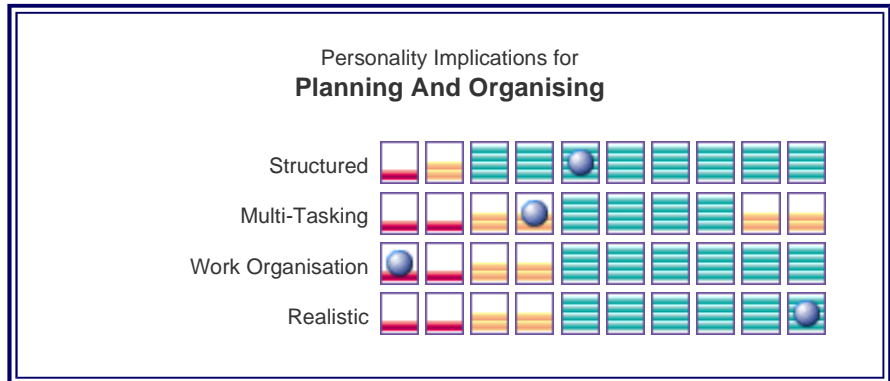 Personality Implications for
Planning And Organising
Structured
Multi-Tasking
Work Organisation
Realistic